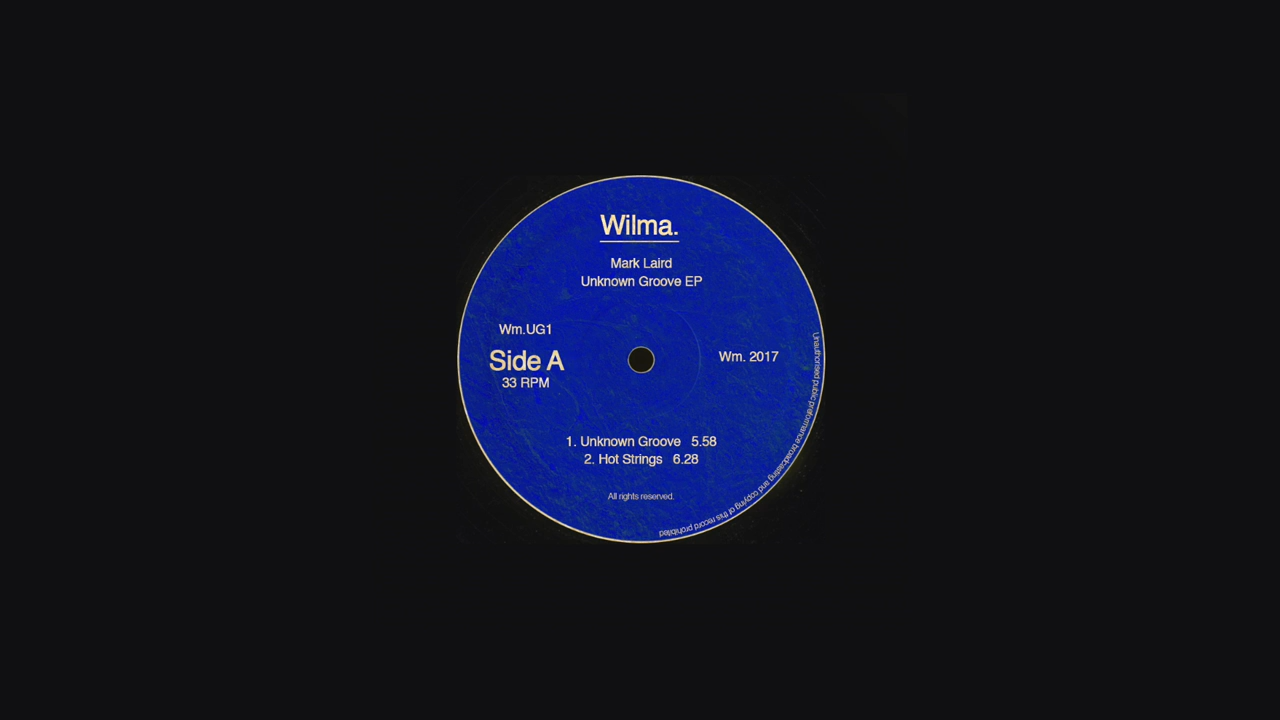 Wilma.
Mark Laird
Unknown Groove EP
Wm.UG1
Side A
33 RPM
Wm. 2017
1. Unknown Groove 5.58
2. Hot Strings 6.28
All rights reserved.
Unauthorised public preformance broadcasting and copying of this record prohibited